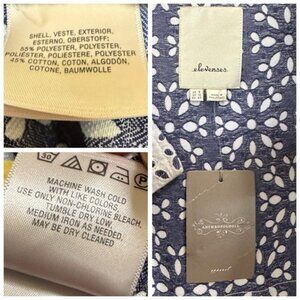 SHELL, VESTE, EXTERIOR,
ESTERNO, OBERSTOFF:
55% POLYESTER, POLYESTER,
POLIÉSTER, POLIESTERE, POLYESTER
45% COTTON, COTON, ALGODÓN,
COTONE, BAUMWOLLE
30
MACHINE WASH COLD
WITH LIKE COLORS,
USE ONLY NON-CHLORINE BLEACH,
TUMBLE DRY LOW,
MEDIUM IRON AS NEEDED
MAY BE DRY CLEANED
elevenses
ANTHROPOLOGIE
apparel